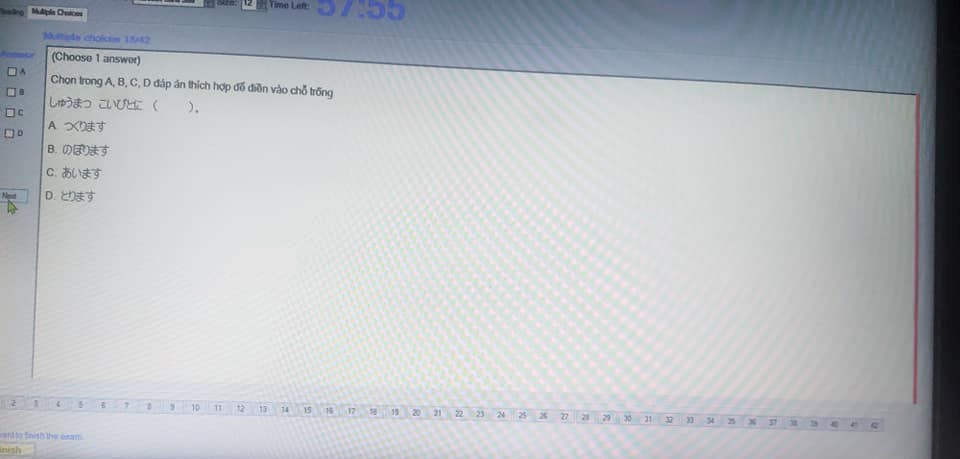 Size: 12 Time Left: 57:55
Reading Multiple Choices
Multiple choices 18/42
Answer
(Choose 1 answer)
A
Chọn trong A, B, C, D đáp án thích hợp để điền vào chỗ trống
B
しゅうまつ こいびとに ( )。
C
A. つくります
D
B. のぼります
C. あいます
Next
D. とります
2 3 4 5 6 7 8 9 10 11 12 13 14 15 16 17 18 19 20 21 22 23 24 25 26 27 28 29 30 31 32 33 34 35 36 37 38 39 40 41 42
want to finish the exam.
Finish